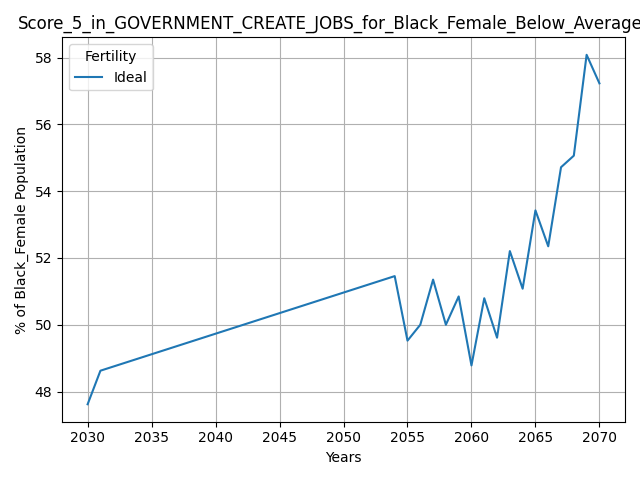 Score_5_in_GOVERNMENT_CREATE_JOBS_for_Black_Female_Below_Average
Fertility
Ideal
58
56
54
52
50
48
% of Black_Female Population
2030 2035 2040 2045 2050 2055 2060 2065 2070
Years